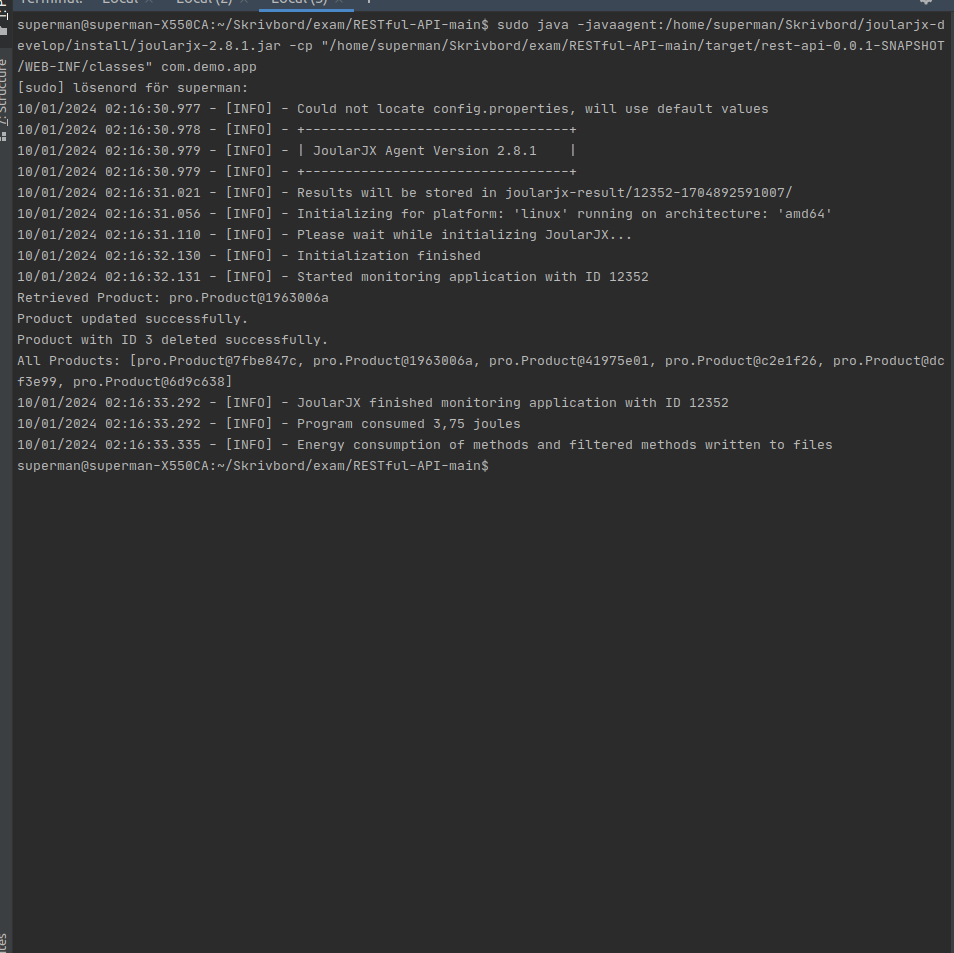 Terminal: Local × Local (2) × Local (3) × +
superman@superman-X550CA:~/Skrivbord/exam/RESTful-API-main$ sudo java -javaagent:/home/superman/Skrivbord/joularjx-d
evelop/install/joularjx-2.8.1.jar -cp "/home/superman/Skrivbord/exam/RESTful-API-main/target/rest-api-0.0.1-SNAPSHOT
/WEB-INF/classes" com.demo.app
[sudo] lösenord för superman:
10/01/2024 02:16:30.977 - [INFO] - Could not locate config.properties, will use default values
10/01/2024 02:16:30.978 - [INFO] - +---------------------------------+
10/01/2024 02:16:30.979 - [INFO] - | JoularJX Agent Version 2.8.1    |
10/01/2024 02:16:30.979 - [INFO] - +---------------------------------+
10/01/2024 02:16:31.021 - [INFO] - Results will be stored in joularjx-result/12352-1704892591007/
10/01/2024 02:16:31.056 - [INFO] - Initializing for platform: 'linux' running on architecture: 'amd64'
10/01/2024 02:16:31.110 - [INFO] - Please wait while initializing JoularJX...
10/01/2024 02:16:32.130 - [INFO] - Initialization finished
10/01/2024 02:16:32.131 - [INFO] - Started monitoring application with ID 12352
Retrieved Product: pro.Product@1963006a
Product updated successfully.
Product with ID 3 deleted successfully.
All Products: [pro.Product@7fbe847c, pro.Product@1963006a, pro.Product@41975e01, pro.Product@c2e1f26, pro.Product@dc
f3e99, pro.Product@6d9c638]
10/01/2024 02:16:33.292 - [INFO] - JoularJX finished monitoring application with ID 12352
10/01/2024 02:16:33.292 - [INFO] - Program consumed 3,75 joules
10/01/2024 02:16:33.335 - [INFO] - Energy consumption of methods and filtered methods written to files
superman@superman-X550CA:~/Skrivbord/exam/RESTful-API-main$
7: Structure